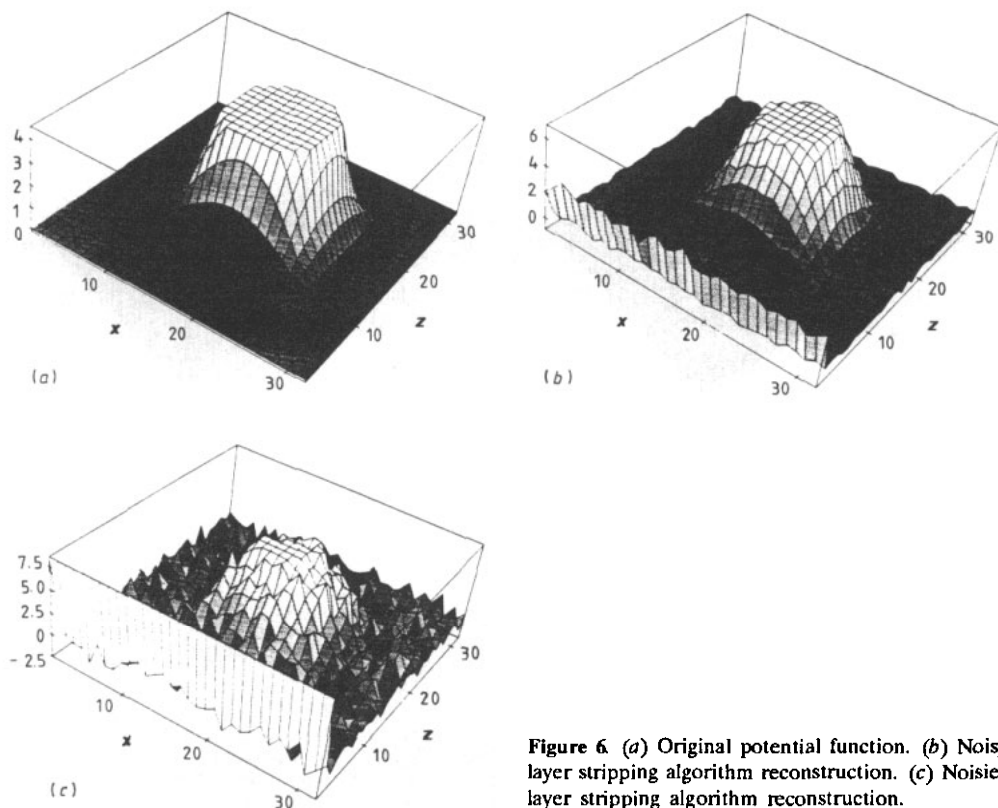 4
3
2
1
0
10
20
30
x
10
20
30
z
(a)
6
4
2
0
10
20
30
x
10
20
30
z
(b)
7.5
5.0
2.5
0
- 2.5
10
20
30
x
10
20
30
z
(c)
Figure 6. (a) Original potential function. (b) Nois
layer stripping algorithm reconstruction. (c) Noisie
layer stripping algorithm reconstruction.